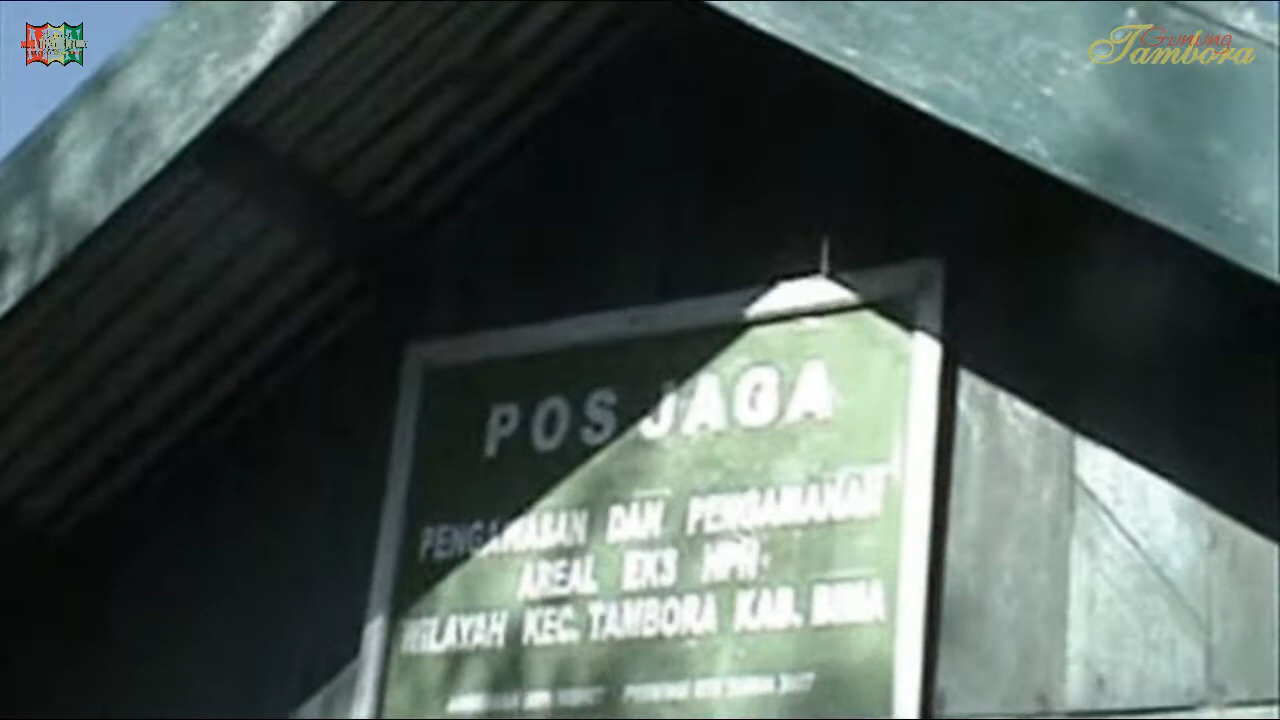 Gunung
Tambora
POS JAGA
PENGAWASAN DAN PENGAMANAN
AREAL EKS HPH
WILAYAH KEC. TAMBORA KAB. BIMA